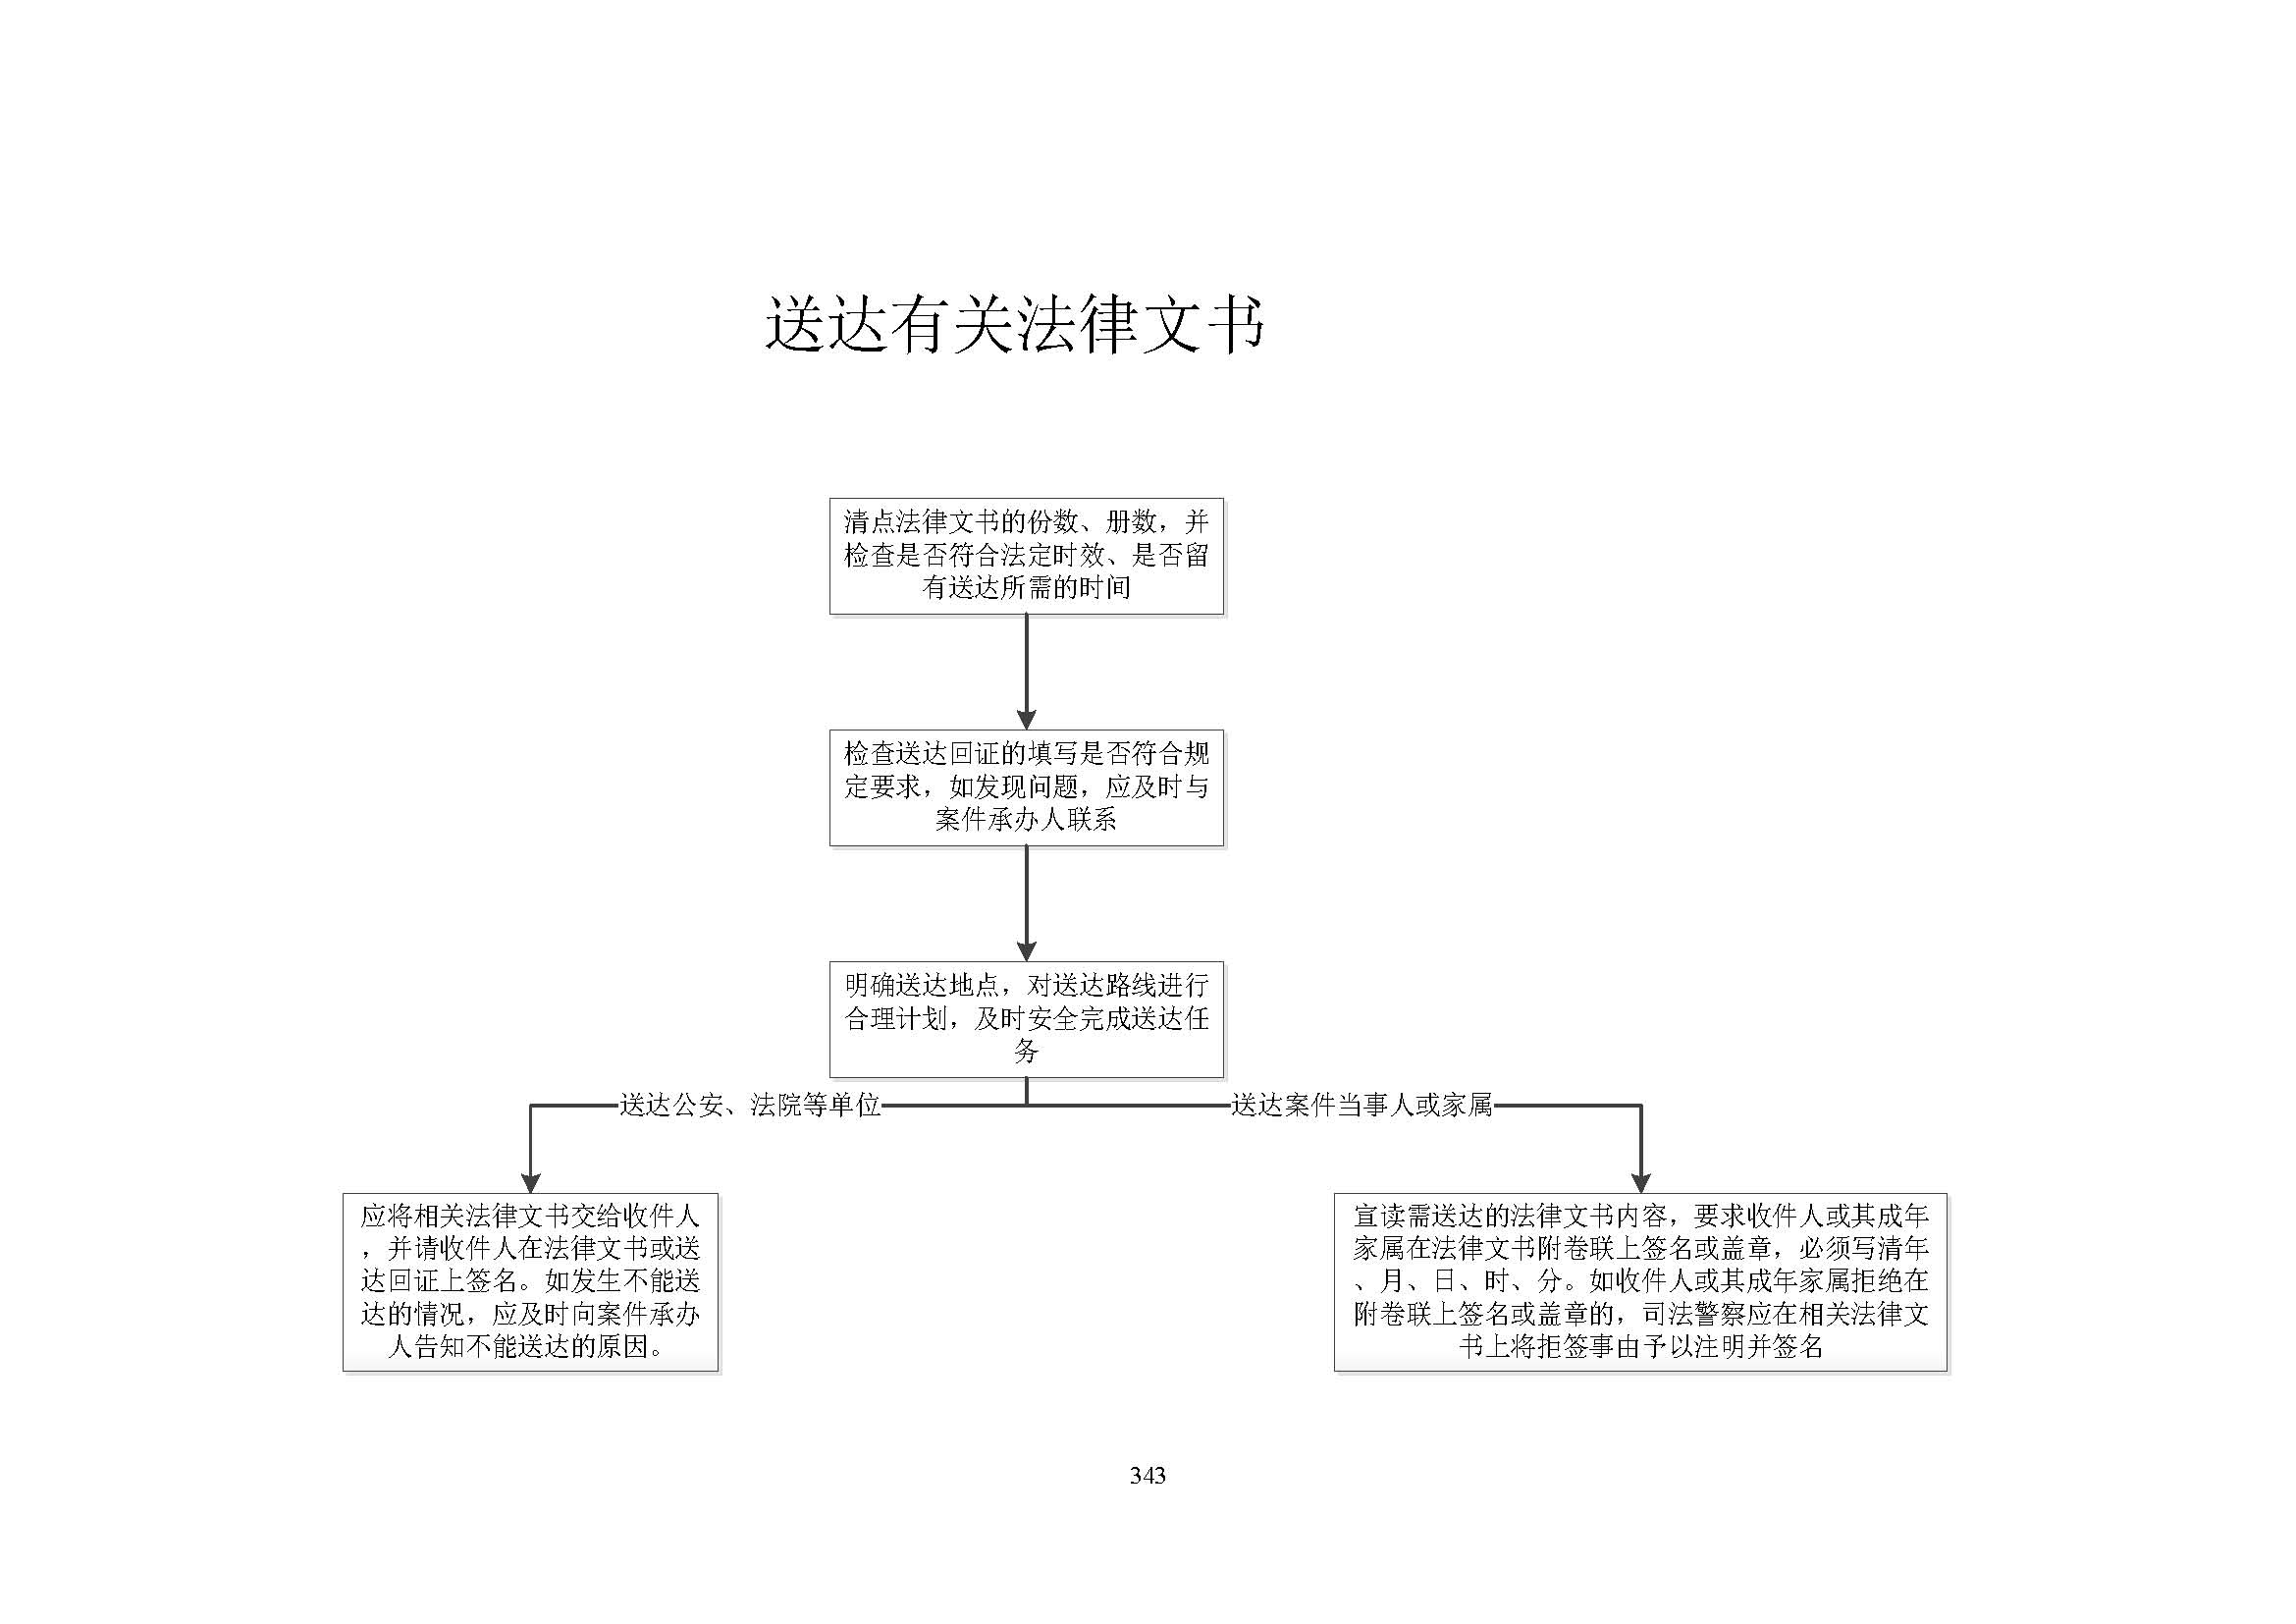 送达有关法律文书
清点法律文书的份数、册数，并
检查是否符合法定时效、是否留
有送达所需的时间
检查送达回证的填写是否符合规
定要求，如发现问题，应及时与
案件承办人联系
明确送达地点，对送达路线进行
合理计划，及时安全完成送达任
务
送达公安、法院等单位
送达案件当事人或家属
应将相关法律文书交给收件人
，并请收件人在法律文书或送
达回证上签名。如发生不能送
达的情况，应及时向案件承办
人告知不能送达的原因。
宣读需送达的法律文书内容，要求收件人或其成年
家属在法律文书附卷联上签名或盖章，必须写清年
、月、日、时、分。如收件人或其成年家属拒绝在
附卷联上签名或盖章的，司法警察应在相关法律文
书上将拒签事由予以注明并签名
343